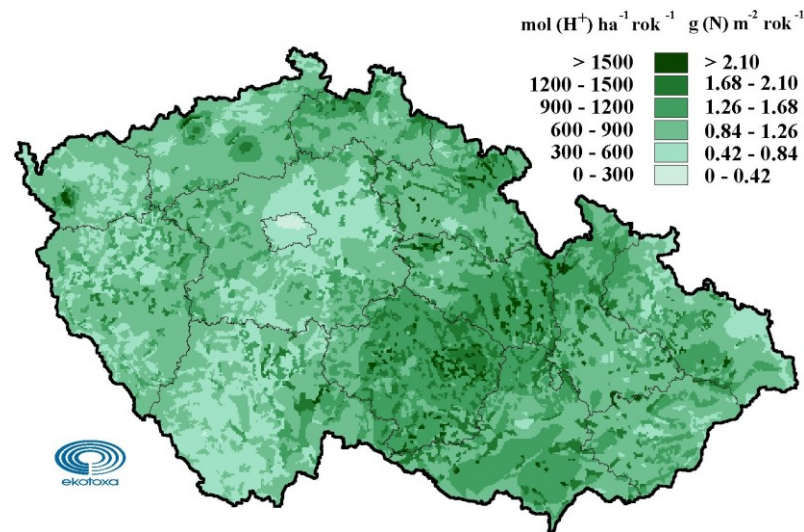 mol (H⁺) ha⁻¹ rok⁻¹ g (N) m⁻² rok⁻¹
> 1500 > 2.10
1200 - 1500 1.68 - 2.10
900 - 1200 1.26 - 1.68
600 - 900 0.84 - 1.26
300 - 600 0.42 - 0.84
0 - 300 0 - 0.42
ekotoxa